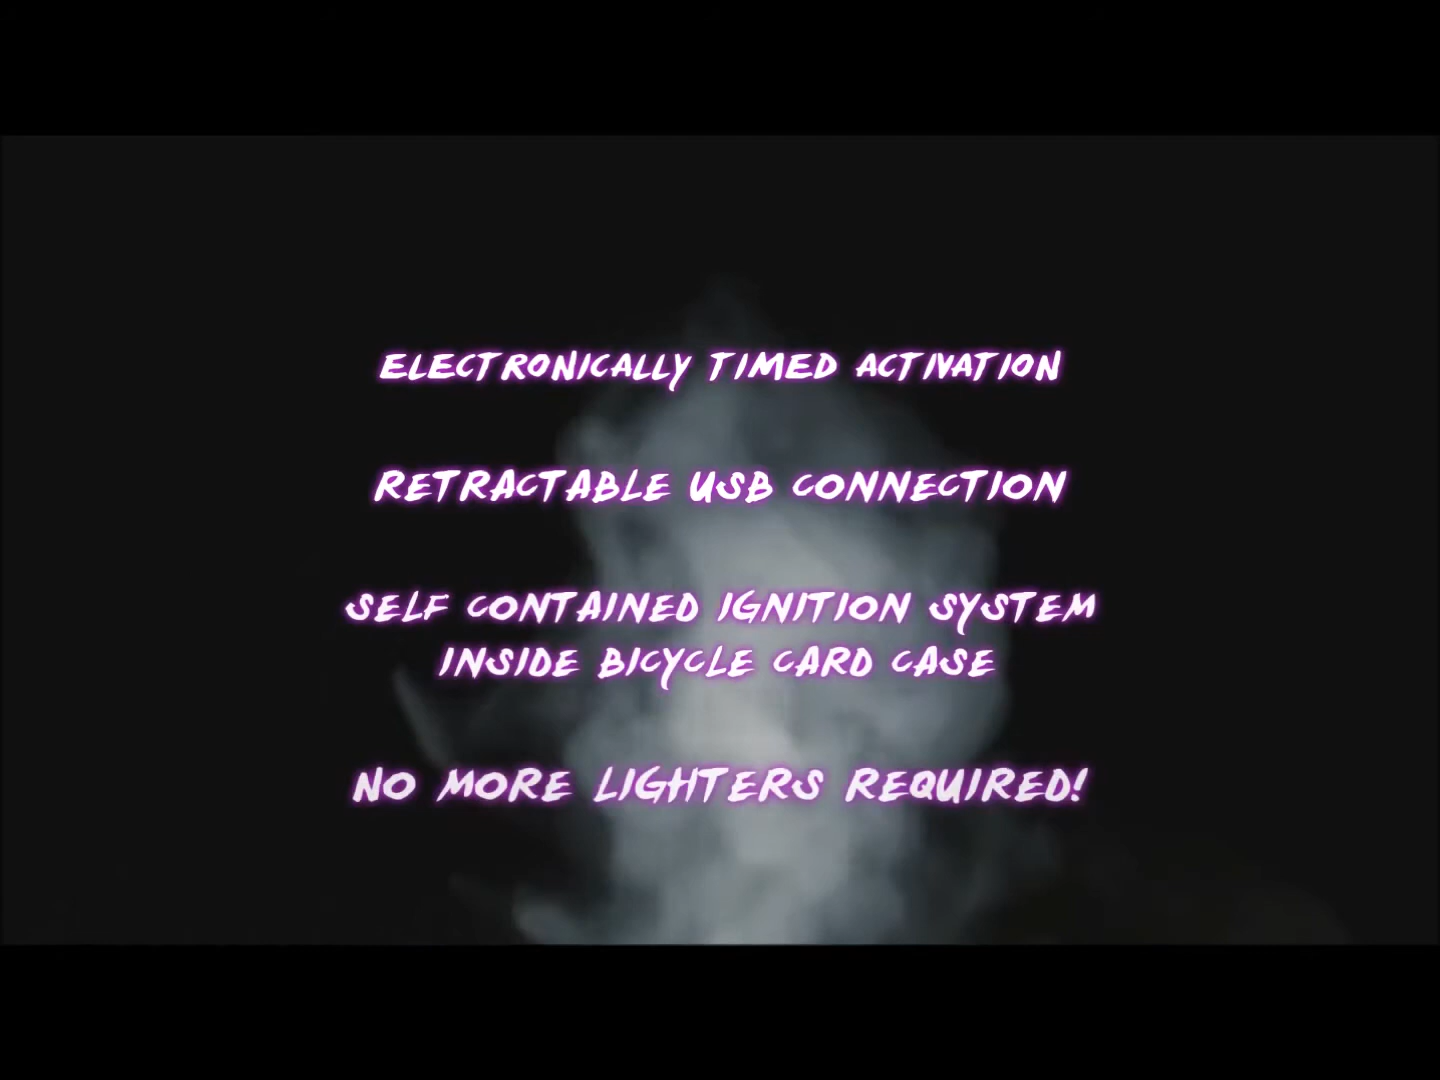 ELECTRONICALLY TIMED ACTIVATION
RETRACTABLE USB CONNECTION
SELF CONTAINED IGNITION SYSTEM
INSIDE BICYCLE CARD CASE
NO MORE LIGHTERS REQUIRED!